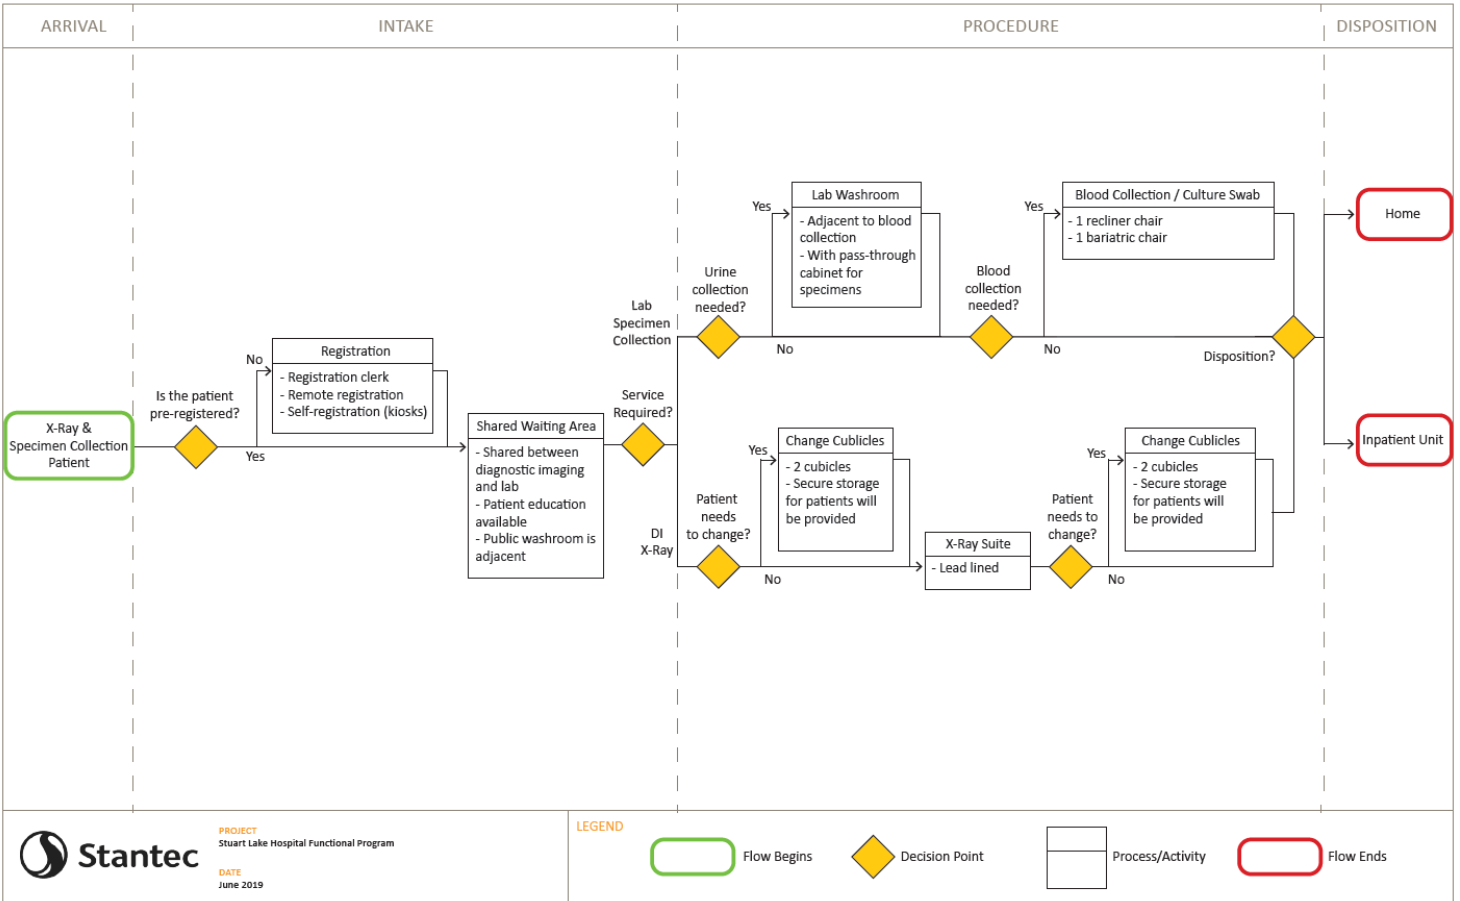 ARRIVAL
INTAKE
PROCEDURE
DISPOSITION
X-Ray &
Specimen Collection
Patient
Is the patient
pre-registered?
No
Yes
Registration
- Registration clerk
- Remote registration
- Self-registration (kiosks)
Shared Waiting Area
- Shared between
diagnostic imaging
and lab
- Patient education
available
- Public washroom is
adjacent
Service
Required?
Lab
Specimen
Collection
Urine
collection
needed?
Yes
No
Lab Washroom
- Adjacent to blood
collection
- With pass-through
cabinet for
specimens
Blood
collection
needed?
Yes
No
Blood Collection / Culture Swab
- 1 recliner chair
- 1 bariatric chair
DI
X-Ray
Patient
needs
to change?
Yes
No
Change Cublicles
- 2 cubicles
- Secure storage
for patients will
be provided
X-Ray Suite
- Lead lined
Patient
needs to
change?
Yes
No
Change Cublicles
- 2 cubicles
- Secure storage
for patients will
be provided
Disposition?
Home
Inpatient Unit
Stantec
PROJECT
Stuart Lake Hospital Functional Program
DATE
June 2019
LEGEND
Flow Begins
Decision Point
Process/Activity
Flow Ends